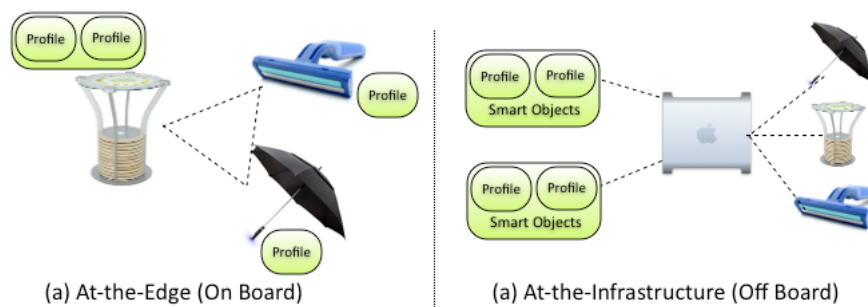 Profile Profile
Profile
Profile
(a) At-the-Edge (On Board)
Profile Profile
Smart Objects
Profile Profile
Smart Objects
(a) At-the-Infrastructure (Off Board)